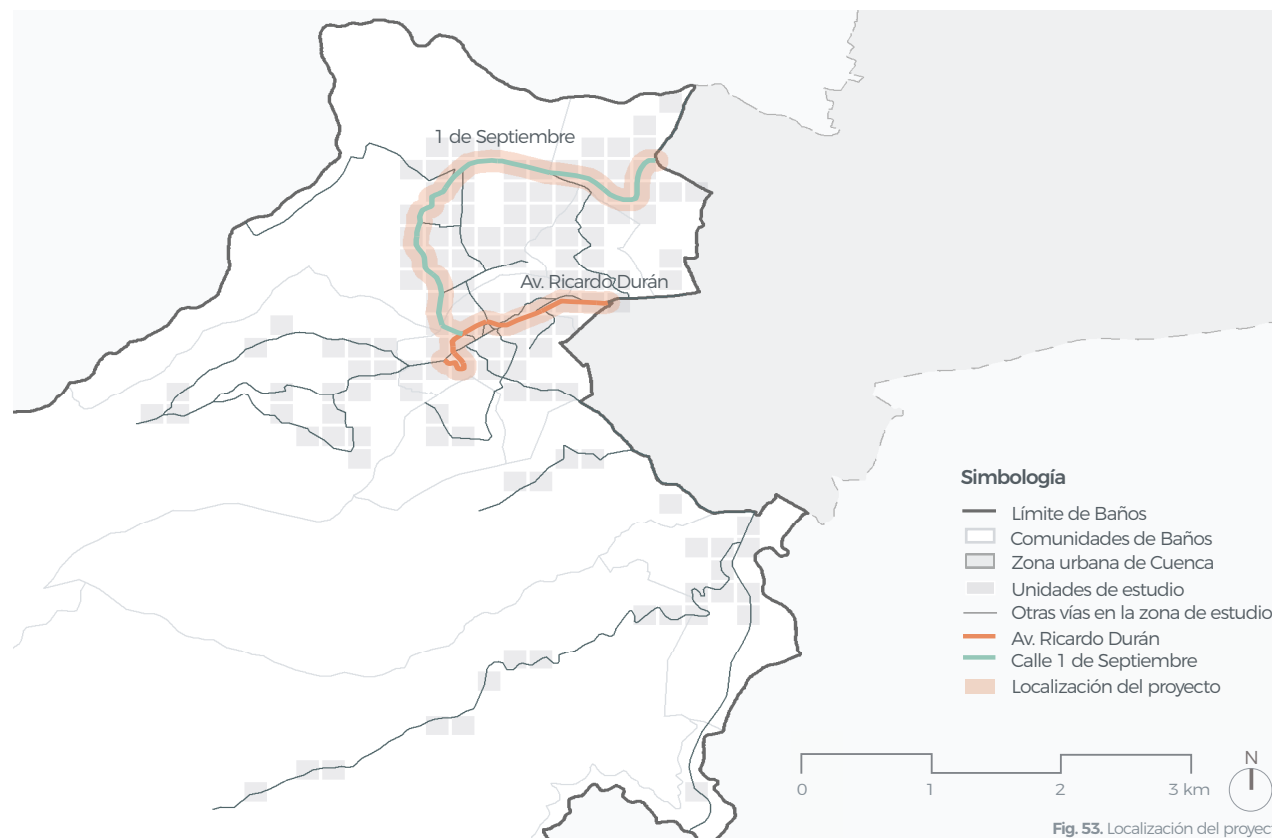 1 de Septiembre
Av. Ricardo Durán
Simbología
Límite de Baños
Comunidades de Baños
Zona urbana de Cuenca
Unidades de estudio
Otras vías en la zona de estudio
Av. Ricardo Durán
Calle 1 de Septiembre
Localización del proyecto
0 1 2 3 km
N
Fig. 53. Localización del proyec